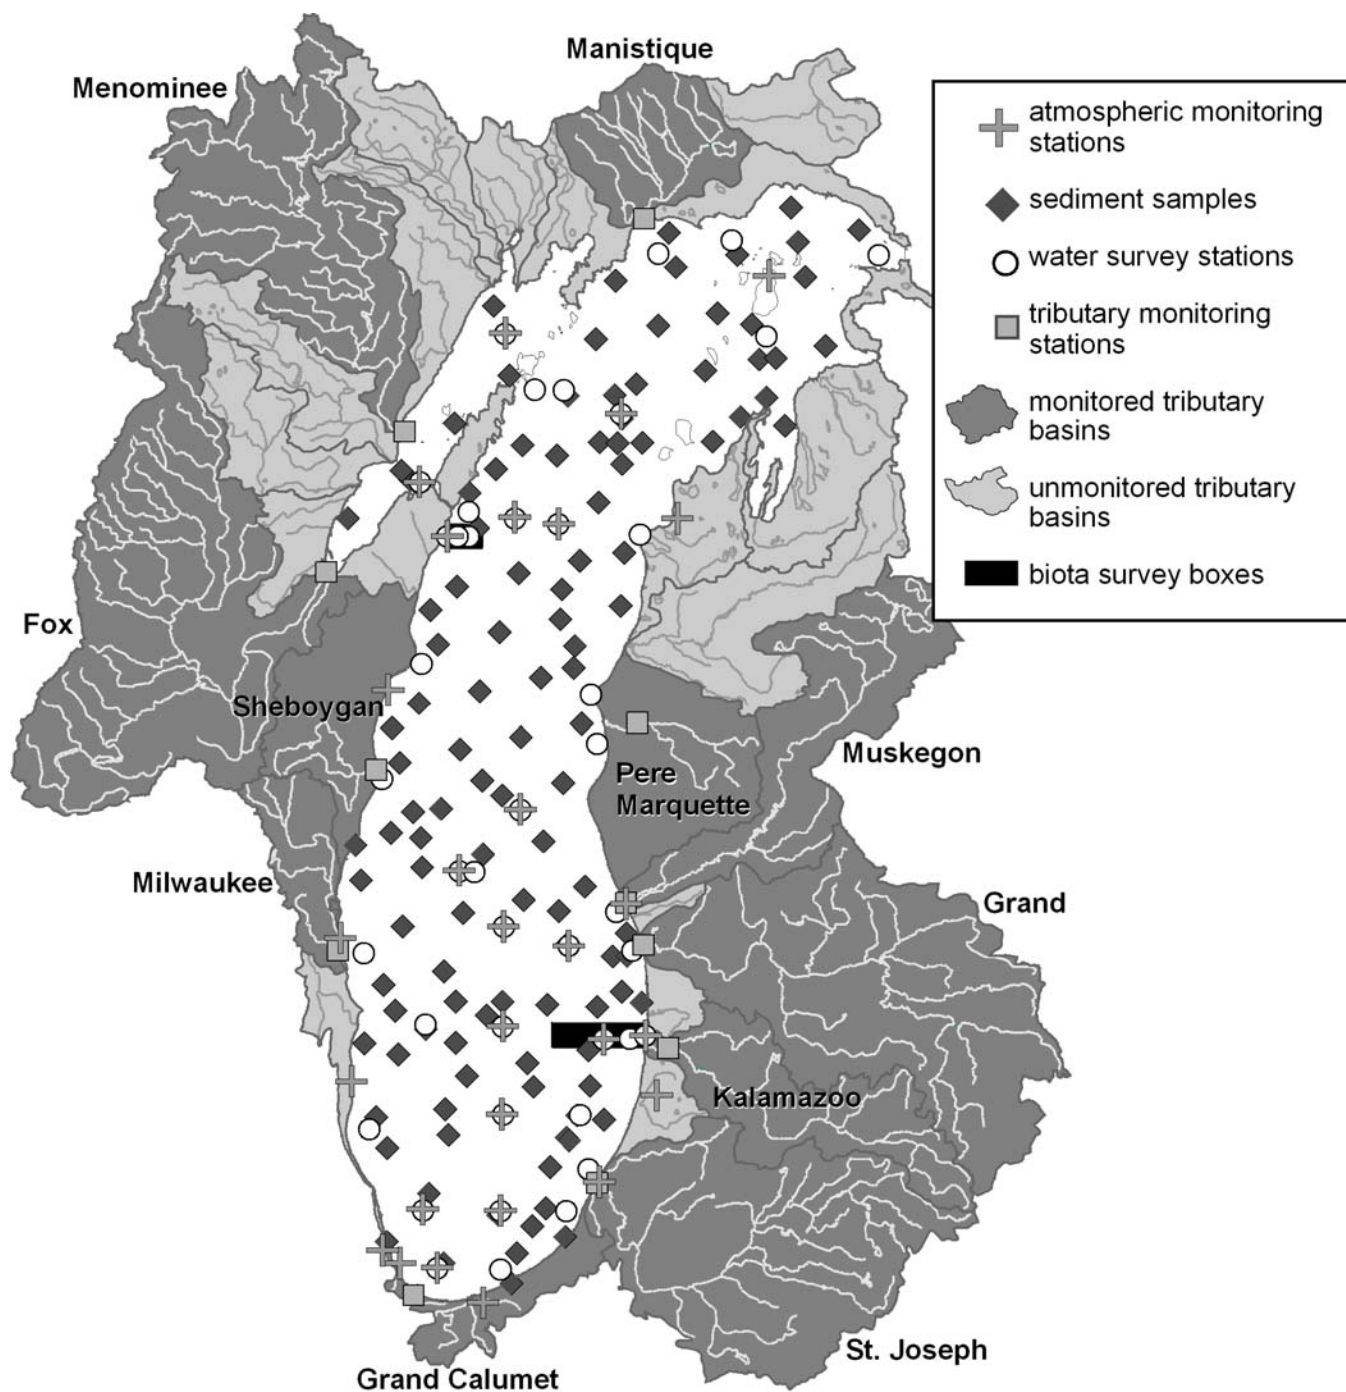 Manistique
Menominee
atmospheric monitoring
stations
sediment samples
water survey stations
tributary monitoring
stations
monitored tributary
basins
unmonitored tributary
basins
biota survey boxes
Fox
Sheboygan
Muskegon
Pere
Marquette
Milwaukee
Grand
Kalamazoo
St. Joseph
Grand Calumet